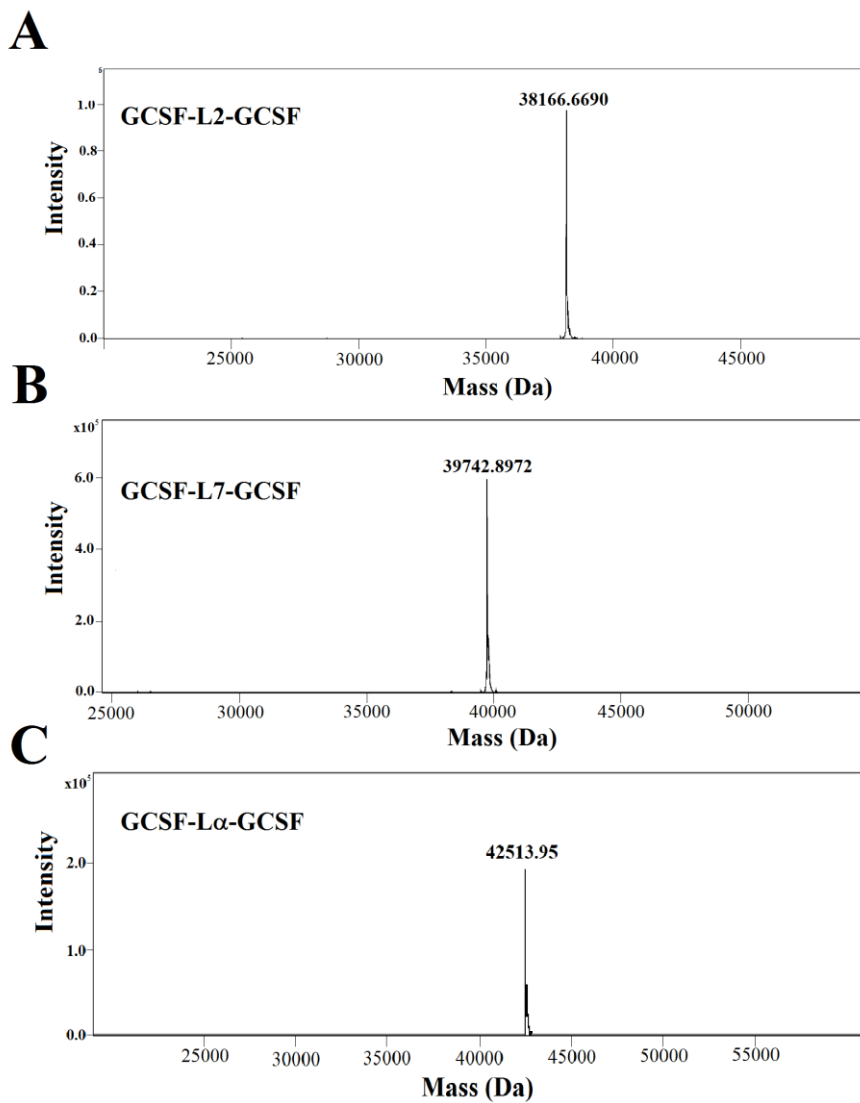 A
5
38166.6690
GCSF-L2-GCSF
1.0
0.8
0.6
0.4
0.2
0.0
Intensity
25000 30000 35000 40000 45000
Mass (Da)
B
x10⁵
39742.8972
GCSF-L7-GCSF
6.0
4.0
2.0
0.0
Intensity
25000 30000 35000 40000 45000 50000
Mass (Da)
C
x10⁵
GCSF-Lα-GCSF
42513.95
2.0
1.0
0.0
Intensity
25000 30000 35000 40000 45000 50000 55000
Mass (Da)